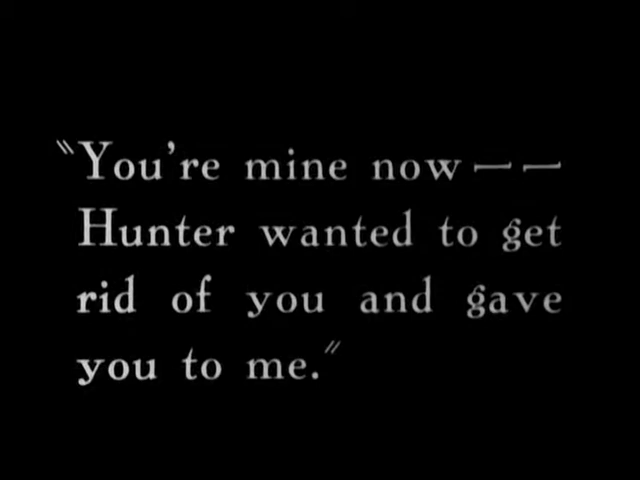 "You're mine now — —
Hunter wanted to get
rid of you and gave
you to me."